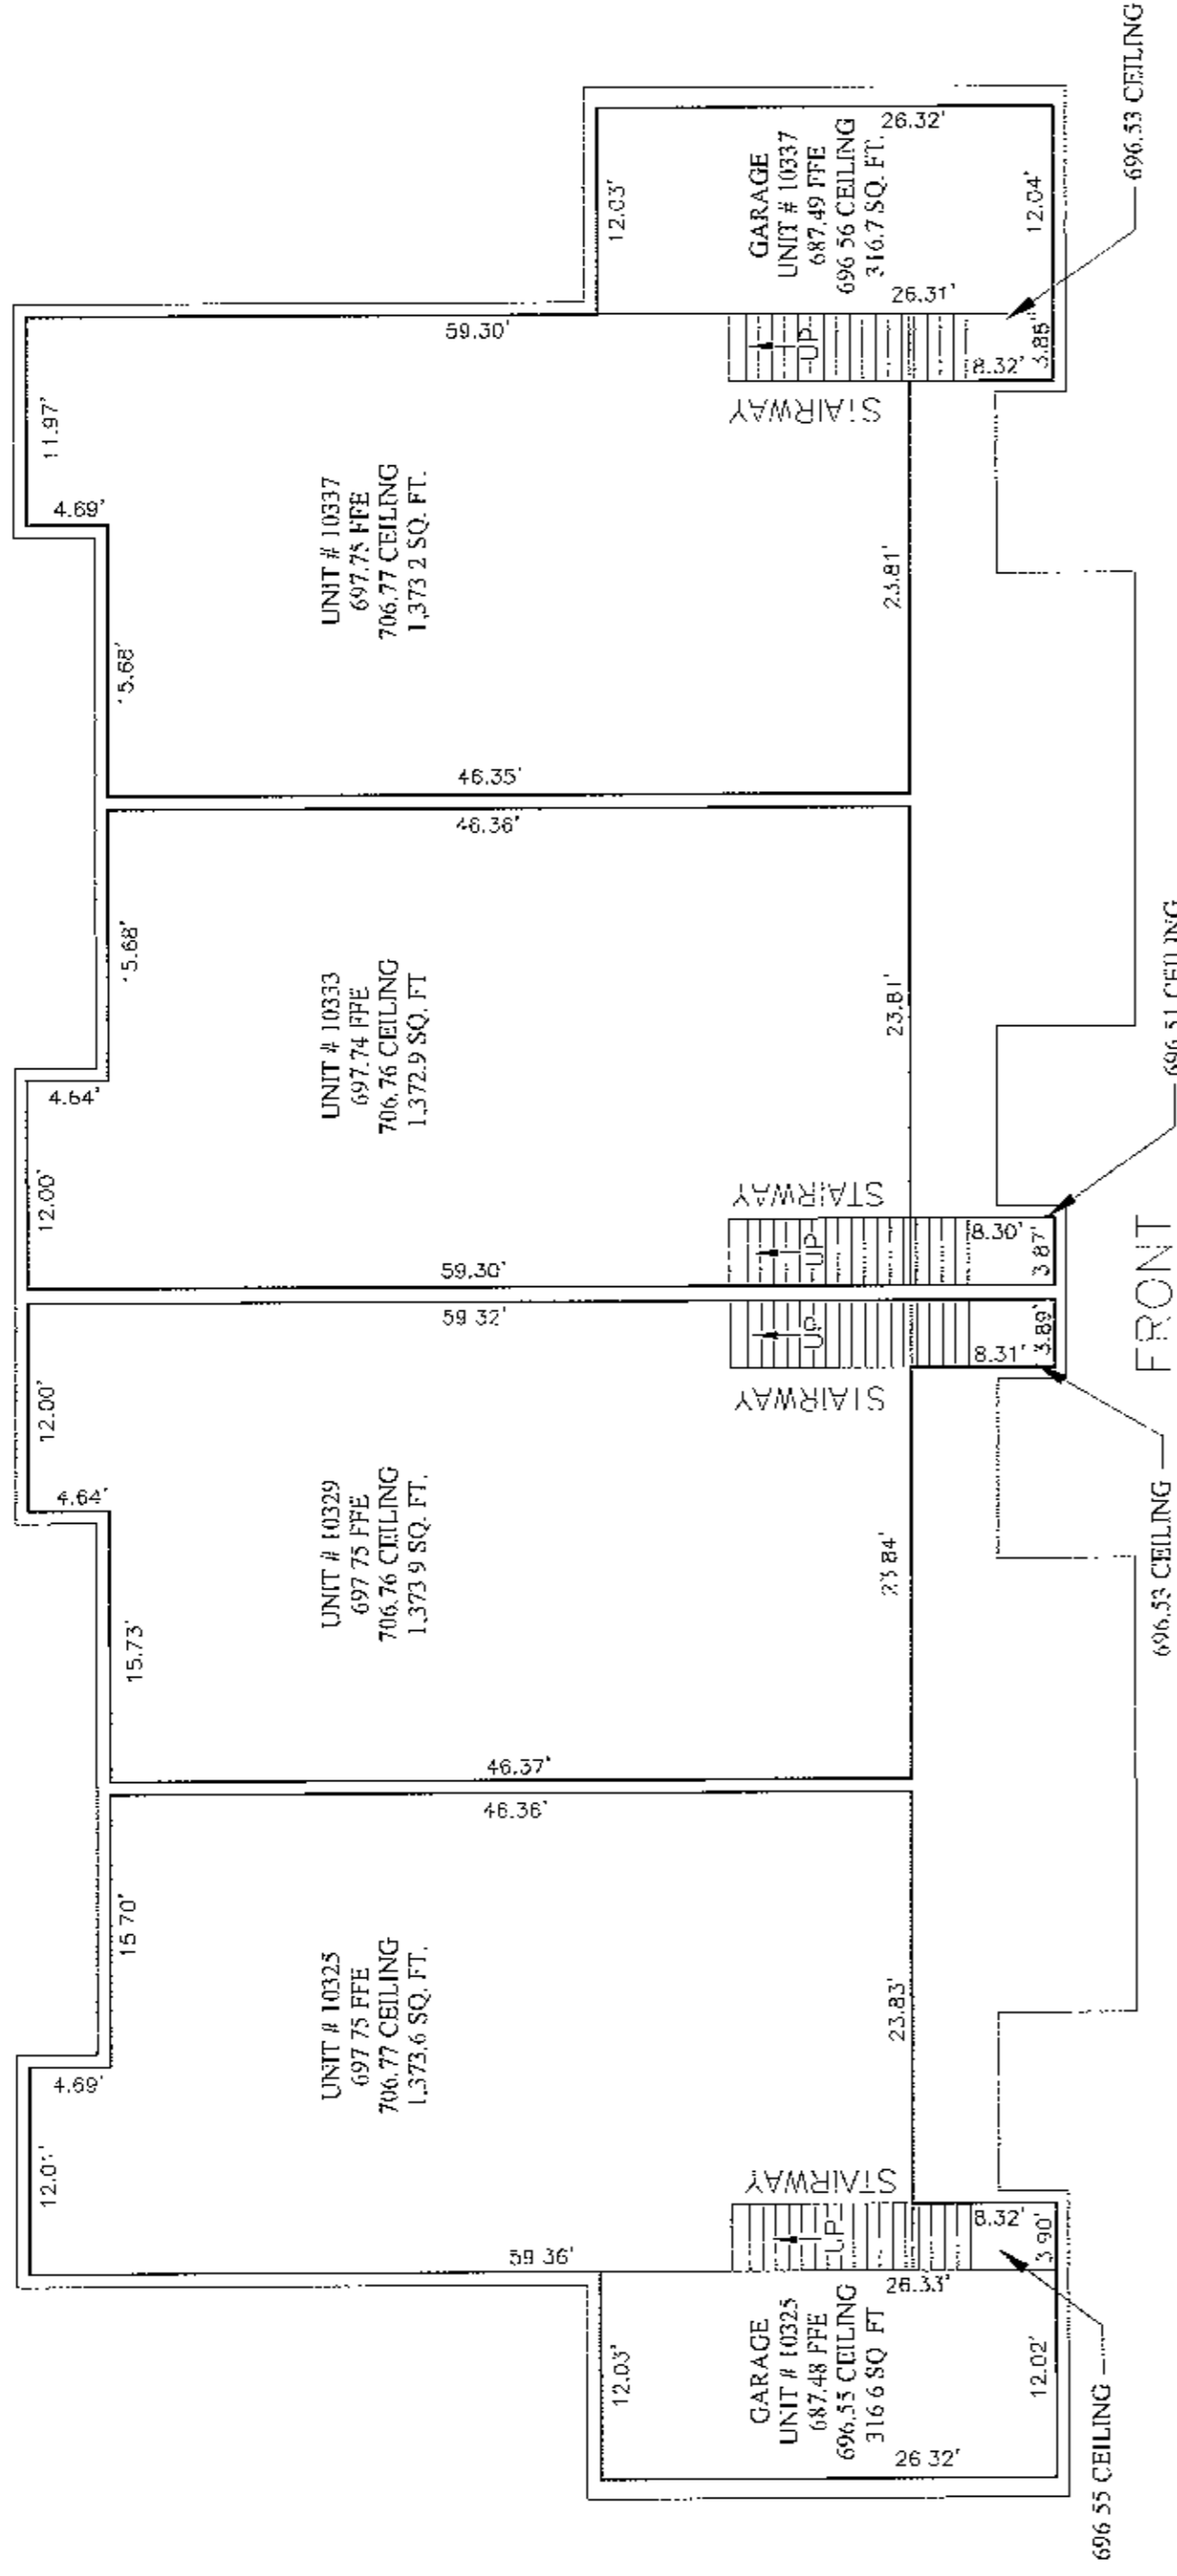 11.97'
4.69'
15.68'
59.30'
46.35'
UNIT # 10337
697.75 FFE
706.77 CEILING
1,373 2 SQ. FT.
23.81'
STAIRWAY
UP
8.32'
3.85'
12.03'
GARAGE
UNIT # 10337
687.49 FFE
696 56 CEILING
316.7 SQ. FT.
26.32'
26.31'
12.04'
696.53 CEILING
46.36'
15.68'
4.64'
12.00'
UNIT # 10333
697.74 FFE
706.76 CEILING
1,372.9 SQ. FT
23.81'
59.30'
STAIRWAY
UP
8.30'
3 87'
696.51 CEILING
FRONT
59 32'
12.00'
4.64'
15.73'
UNIT # 10329
697 75 FFE
706.76 CEILING
1,373 9 SQ. FT.
23 84'
46.37'
STAIRWAY
UP
8.31'
3.89'
696.53 CEILING
46.36'
15 70'
4.69'
12.01'
UNIT # 10325
697 75 FFE
706.77 CEILING
1,373.6 SQ. FT.
23.83'
59 36'
STAIRWAY
UP
8.32'
3 90'
26.33'
12.03'
GARAGE
UNIT # 10325
687.48 FFE
696.55 CEILING
316 6 SQ FT
26 32'
12.02'
696 55 CEILING